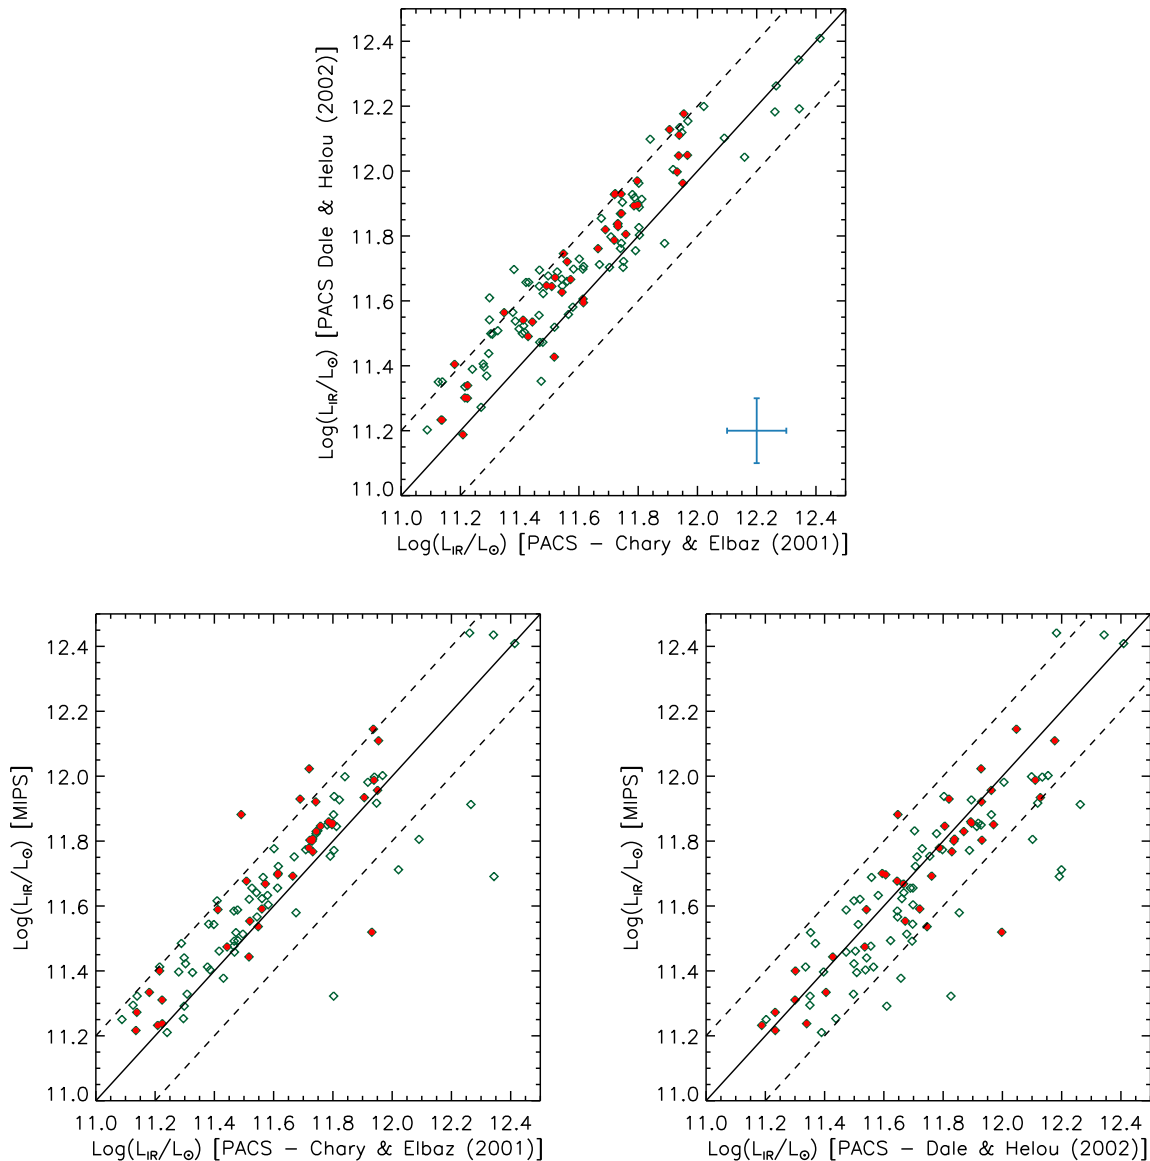 12.4
12.2
12.0
11.8
11.6
11.4
11.2
11.0
Log(L_IR/L_⊙) [PACS Dale & Helou (2002)]
11.0 11.2 11.4 11.6 11.8 12.0 12.2 12.4
Log(L_IR/L_⊙) [PACS – Chary & Elbaz (2001)]
12.4
12.2
12.0
11.8
11.6
11.4
11.2
11.0
Log(L_IR/L_⊙) [MIPS]
11.0 11.2 11.4 11.6 11.8 12.0 12.2 12.4
Log(L_IR/L_⊙) [PACS – Chary & Elbaz (2001)]
12.4
12.2
12.0
11.8
11.6
11.4
11.2
11.0
Log(L_IR/L_⊙) [MIPS]
11.0 11.2 11.4 11.6 11.8 12.0 12.2 12.4
Log(L_IR/L_⊙) [PACS – Dale & Helou (2002)]